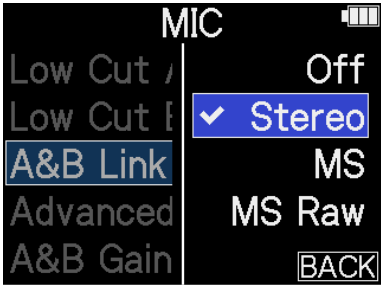 MIC
Low Cut
Low Cut
A&B Link
Advanced
A&B Gain
Off
Stereo
MS
MS Raw
BACK